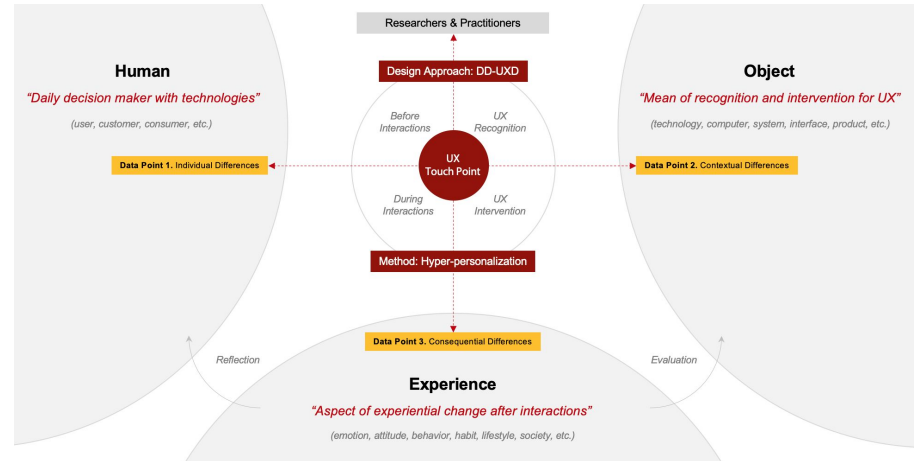 Researchers & Practitioners
Design Approach: DD-UXD
Human
“Daily decision maker with technologies”
(user, customer, consumer, etc.)
Data Point 1. Individual Differences
Before
Interactions
UX
Recognition
UX
Touch Point
During
Interactions
UX
Intervention
Object
“Mean of recognition and intervention for UX”
(technology, computer, system, interface, product, etc.)
Data Point 2. Contextual Differences
Method: Hyper-personalization
Data Point 3. Consequential Differences
Reflection
Evaluation
Experience
“Aspect of experiential change after interactions”
(emotion, attitude, behavior, habit, lifestyle, society, etc.)